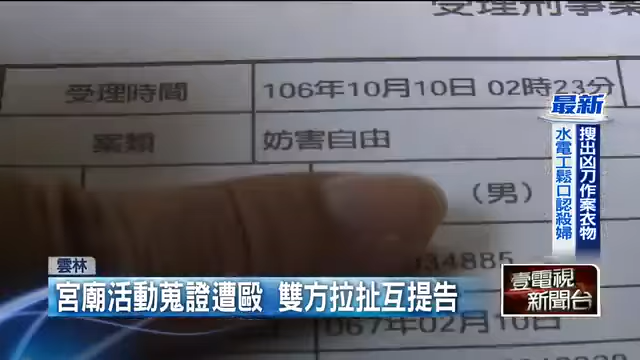 受理刑事案
受理時間
106年10月10日 02時23分
案類
妨害自由
(男)
34885
067年02月10日
最新
搜出凶刀作案衣物
水電工鬆口認殺婦
雲林
宮廟活動蒐證遭毆 雙方拉扯互提告
壹電視
新聞台